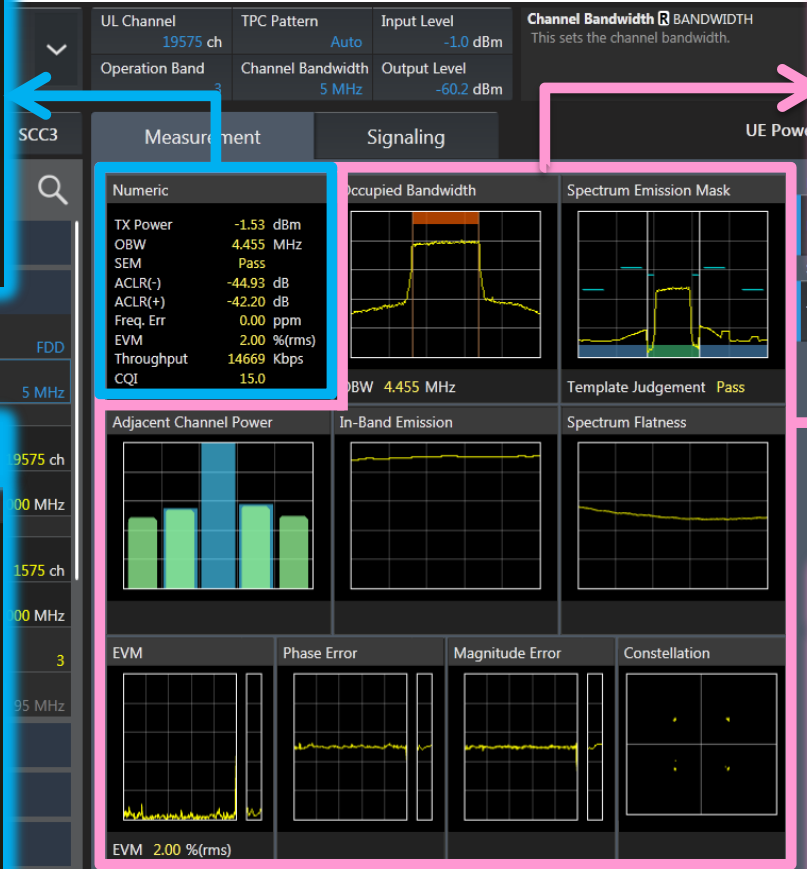 UL Channel TPC Pattern Input Level Channel Bandwidth R BANDWIDTH
19575 ch Auto -1.0 dBm This sets the channel bandwidth.
Operation Band Channel Bandwidth Output Level
3 5 MHz -60.2 dBm
SCC3 Measurement Signaling
Numeric Occupied Bandwidth Spectrum Emission Mask
TX Power -1.53 dBm
OBW 4.455 MHz
SEM Pass
ACLR(-) -44.93 dB
ACLR(+) -42.20 dB
Freq. Err 0.00 ppm
EVM 2.00 %(rms)
Throughput 14669 Kbps
CQI 15.0
FDD
5 MHz
OBW 4.455 MHz Template Judgement Pass
Adjacent Channel Power In-Band Emission Spectrum Flatness
ch
MHz
ch
MHz
3
MHz
EVM Phase Error Magnitude Error Constellation
EVM 2.00 %(rms)